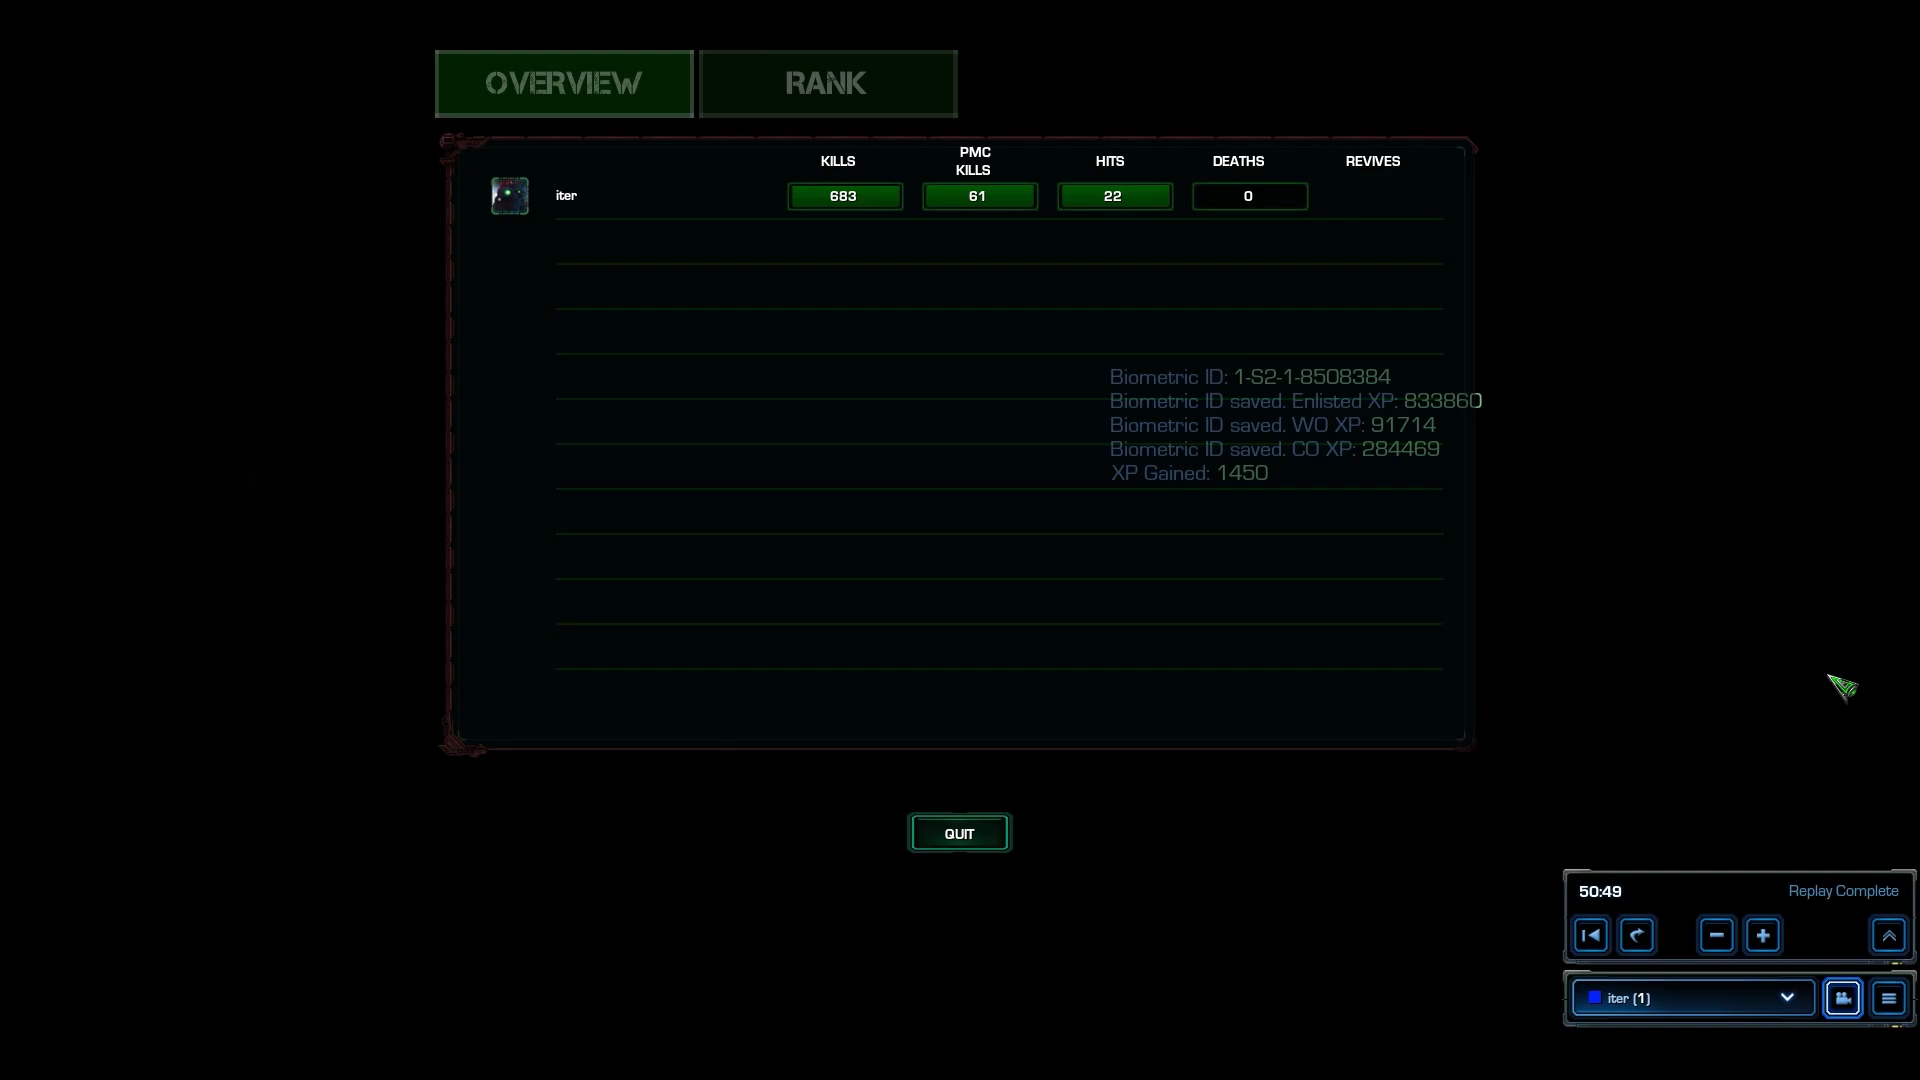 OVERVIEW RANK
KILLS PMC KILLS HITS DEATHS REVIVES
iter 683 61 22 0
Biometric ID: 1-S2-1-8508384
Biometric ID saved. Enlisted XP: 833860
Biometric ID saved. WO XP: 91714
Biometric ID saved. CO XP: 284469
XP Gained: 1450
QUIT
50:49 Replay Complete
iter (1)